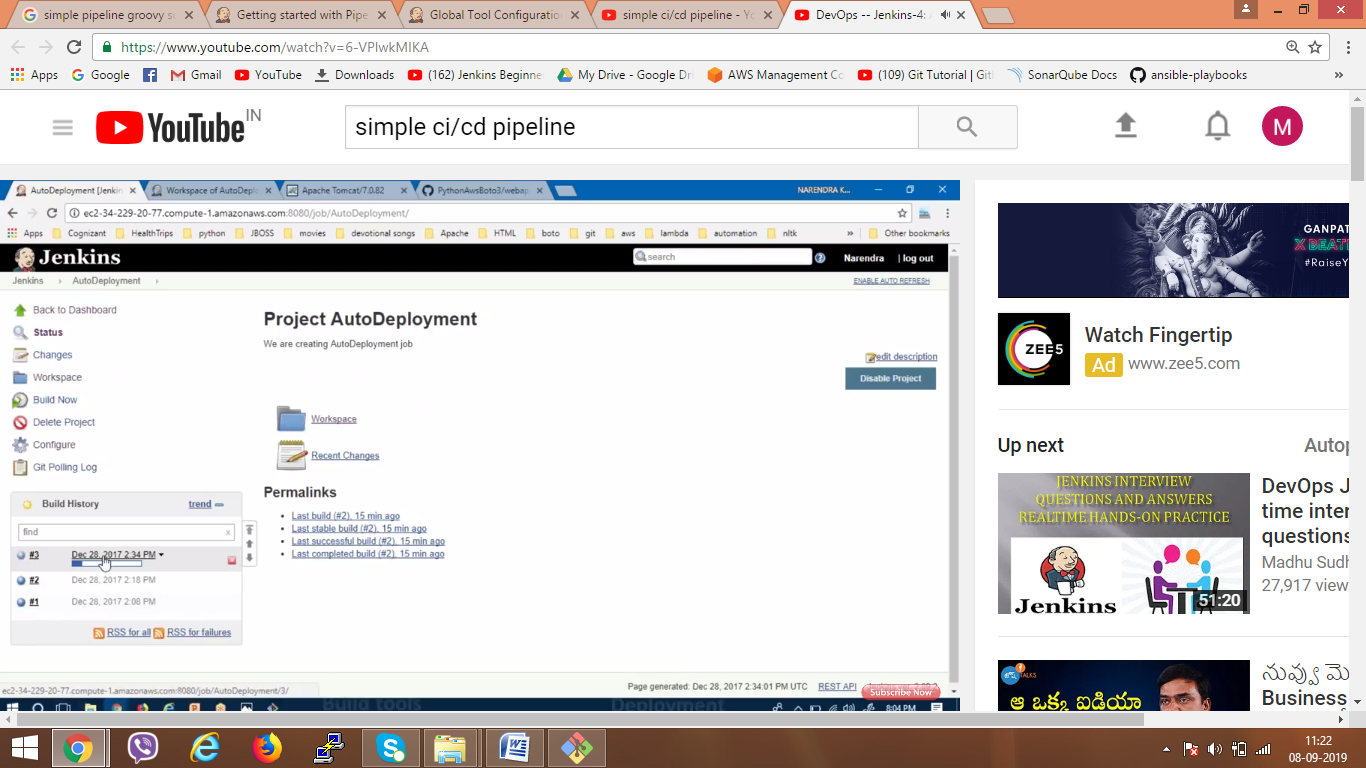 simple pipeline groovy s
Getting started with Pipe
Global Tool Configuratio
simple ci/cd pipeline - Yo
DevOps -- Jenkins-4:
https://www.youtube.com/watch?v=6-VPlwkMlKA
Apps
Google
Gmail
YouTube
Downloads
(162) Jenkins Beginne
My Drive - Google Dri
AWS Management Co
(109) Git Tutorial | Git
SonarQube Docs
ansible-playbooks
»
YouTube IN
simple ci/cd pipeline
M
AutoDeployment [Jenkin
Workspace of AutoDeplo
Apache Tomcat/7.0.82
PythonAwsBoto3/webap
NARENDRA K...
ec2-34-229-20-77.compute-1.amazonaws.com:8080/job/AutoDeployment/
Apps
Cognizant
HealthTrips
python
JBOSS
movies
devotional songs
Apache
HTML
boto
git
aws
lambda
automation
nltk
»
Other bookmarks
Jenkins
search
Narendra
| log out
Jenkins
AutoDeployment
ENABLE AUTO REFRESH
Back to Dashboard
Status
Changes
Workspace
Build Now
Delete Project
Configure
Git Polling Log
Project AutoDeployment
We are creating AutoDeployment job
edit description
Disable Project
Workspace
Recent Changes
Permalinks
• Last build (#2), 15 min ago
• Last stable build (#2), 15 min ago
• Last successful build (#2), 15 min ago
• Last completed build (#2), 15 min ago
Build History
trend
find
x
#3 Dec 28, 2017 2:34 PM
#2 Dec 28, 2017 2:18 PM
#1 Dec 28, 2017 2:08 PM
RSS for all
RSS for failures
ec2-34-229-20-77.compute-1.amazonaws.com:8080/job/AutoDeployment/3/
Page generated: Dec 28, 2017 2:34:01 PM UTC
REST API
Subscribe Now
Build tools
Deployment
8:04 PM
GANPAT
X BEAT
#RaiseY
ZEE5
Watch Fingertip
Ad www.zee5.com
Up next
Autop
JENKINS INTERVIEW
QUESTIONS AND ANSWERS
REALTIME HANDS-ON PRACTICE
Jenkins
51:20
DevOps J
time inter
questions
Madhu Sudh
27,917 view
TALKS
ఆ ఒక్క ఐడియా
నువ్వు మె
Business
11:22
08-09-2019